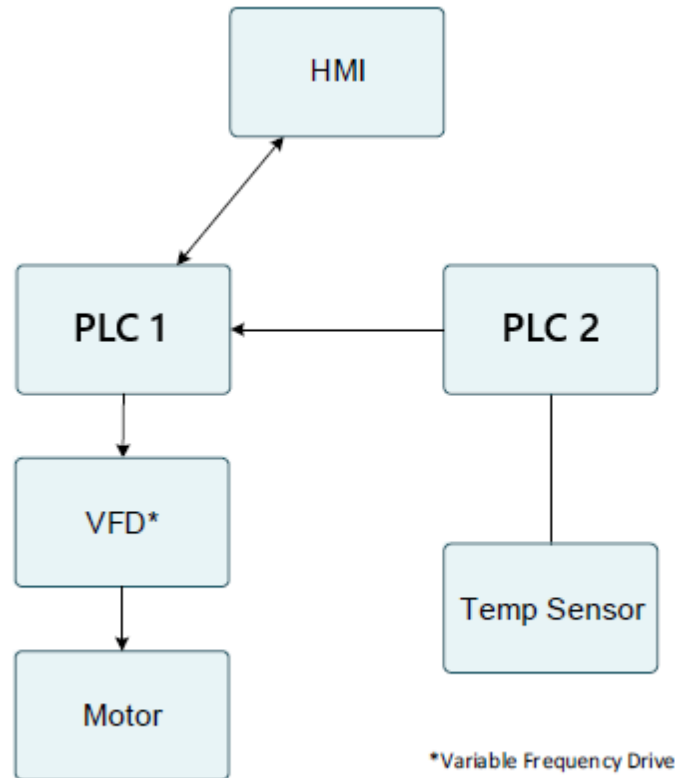 HMI
PLC 1
PLC 2
VFD*
Temp Sensor
Motor
*Variable Frequency Drive